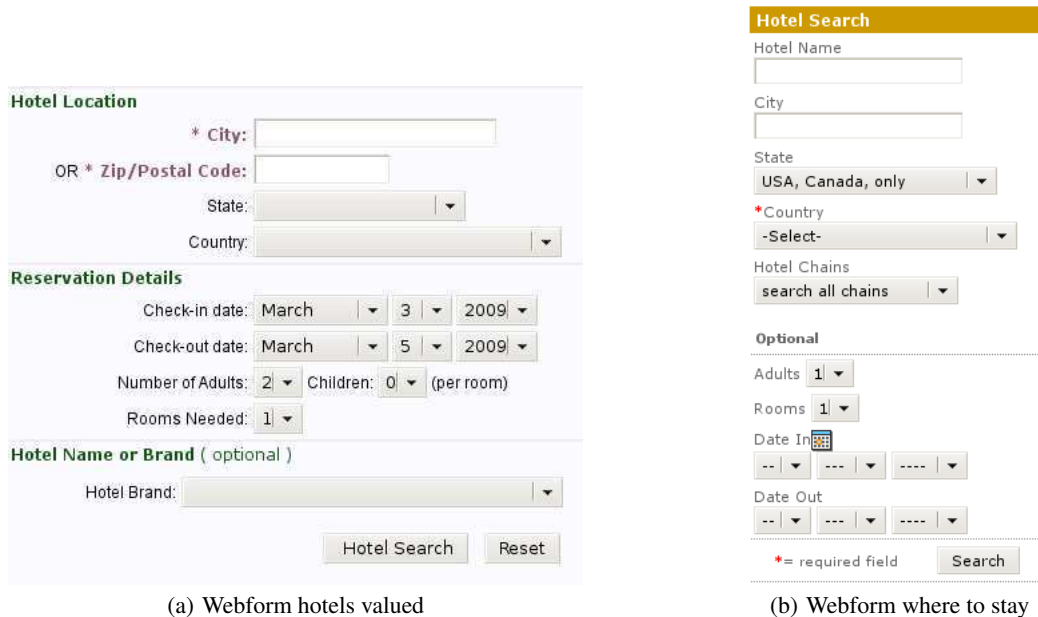 Hotel Location
* City:
OR * Zip/Postal Code:
State:
Country:
Reservation Details
Check-in date: March 3 2009
Check-out date: March 5 2009
Number of Adults: 2 Children: 0 (per room)
Rooms Needed: 1
Hotel Name or Brand ( optional )
Hotel Brand:
Hotel Search Reset
(a) Webform hotels valued
Hotel Search
Hotel Name
City
State
USA, Canada, only
*Country
-Select-
Hotel Chains
search all chains
Optional
Adults 1
Rooms 1
Date In
-- --- ----
Date Out
-- --- ----
*= required field Search
(b) Webform where to stay